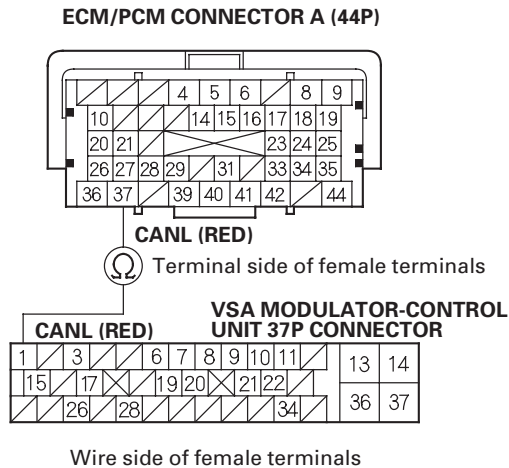 ECM/PCM CONNECTOR A (44P)
4 5 6 8 9
10 14 15 16 17 18 19
20 21 23 24 25
26 27 28 29 31 33 34 35
36 37 39 40 41 42 44
CANL (RED)
Ω Terminal side of female terminals
VSA MODULATOR-CONTROL
CANL (RED) UNIT 37P CONNECTOR
1 3 6 7 8 9 10 11 13 14
15 17 19 20 21 22
26 28 34 36 37
Wire side of female terminals